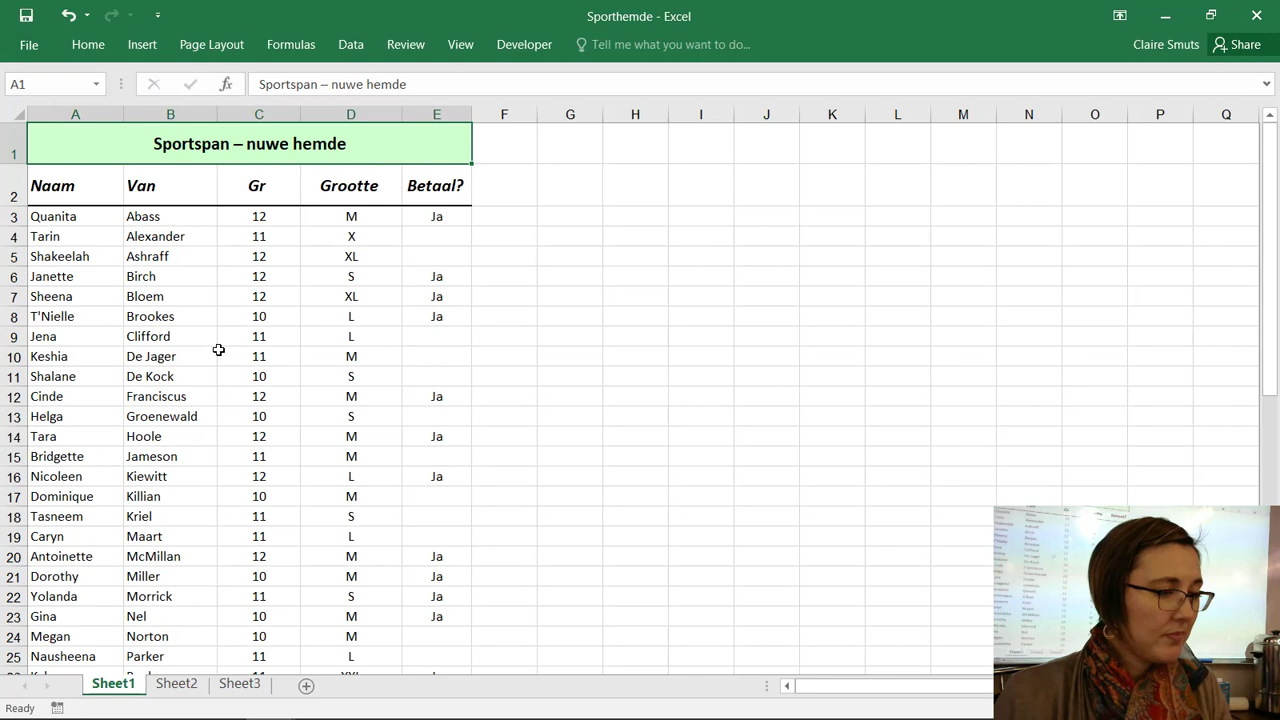 Sporthemde - Excel
File Home Insert Page Layout Formulas Data Review View Developer Tell me what you want to do... Claire Smuts Share
A1 fx Sportspan – nuwe hemde
A B C D E F G H I J K L M N O P Q
1 Sportspan – nuwe hemde
2 Naam Van Gr Grootte Betaal?
3 Quanita Abass 12 M Ja
4 Tarin Alexander 11 X
5 Shakeelah Ashraff 12 XL
6 Janette Birch 12 S Ja
7 Sheena Bloem 12 XL Ja
8 T'Nielle Brookes 10 L Ja
9 Jena Clifford 11 L
10 Keshia De Jager 11 M
11 Shalane De Kock 10 S
12 Cinde Franciscus 12 M Ja
13 Helga Groenewald 10 S
14 Tara Hoole 12 M Ja
15 Bridgette Jameson 11 M
16 Nicoleen Kiewitt 12 L Ja
17 Dominique Killian 10 M
18 Tasneem Kriel 11 S
19 Caryn Maart 11 L
20 Antoinette McMillan 12 M Ja
21 Dorothy Miller 10 M Ja
22 Yolanda Morrick 11 L Ja
23 Gina Nel 10 L Ja
24 Megan Norton 10 M
25 Nausheena Parker 11 L
Sheet1 Sheet2 Sheet3
Ready